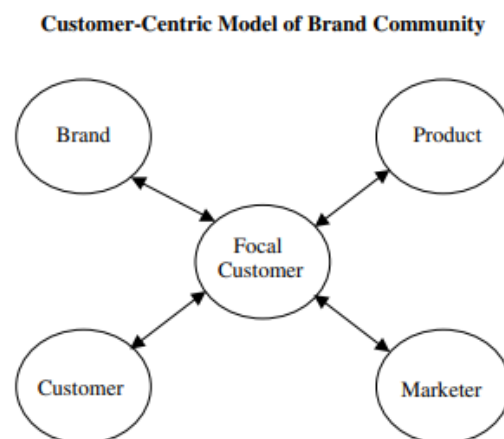 Customer-Centric Model of Brand Community
Brand
Product
Focal
Customer
Customer
Marketer